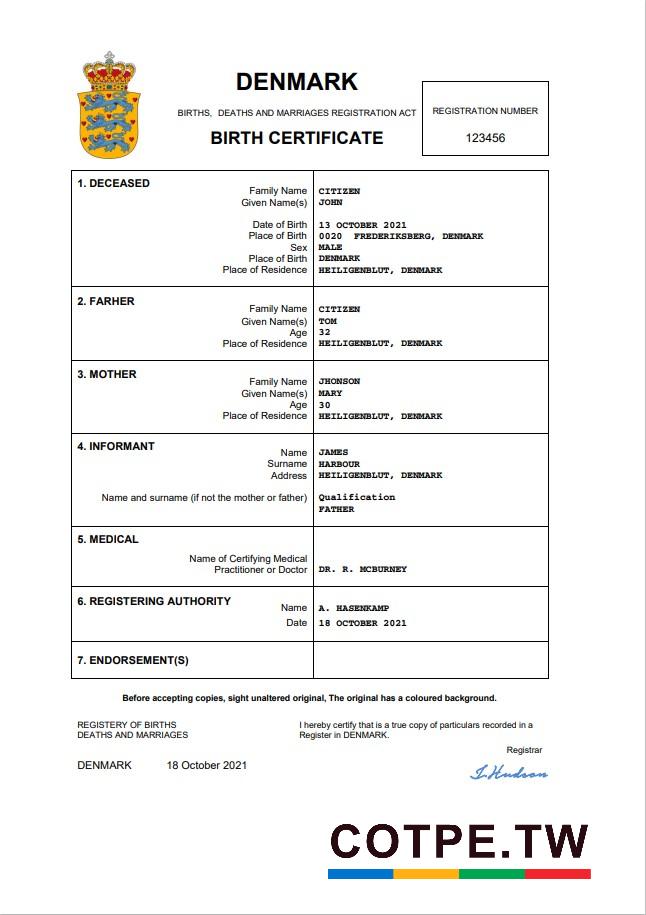 DENMARK
BIRTHS, DEATHS AND MARRIAGES REGISTRATION ACT
BIRTH CERTIFICATE
REGISTRATION NUMBER
123456
1. DECEASED
Family Name CITIZEN
Given Name(s) JOHN
Date of Birth 13 OCTOBER 2021
Place of Birth 0020 FREDERIKSBERG, DENMARK
Sex MALE
Place of Birth DENMARK
Place of Residence HEILIGENBLUT, DENMARK
2. FARHER
Family Name CITIZEN
Given Name(s) TOM
Age 32
Place of Residence HEILIGENBLUT, DENMARK
3. MOTHER
Family Name JHONSON
Given Name(s) MARY
Age 30
Place of Residence HEILIGENBLUT, DENMARK
4. INFORMANT
Name JAMES
Surname HARBOUR
Address HEILIGENBLUT, DENMARK
Name and surname (if not the mother or father) Qualification
FATHER
5. MEDICAL
Name of Certifying Medical
Practitioner or Doctor DR. R. MCBURNEY
6. REGISTERING AUTHORITY
Name A. HASENKAMP
Date 18 OCTOBER 2021
7. ENDORSEMENT(S)
Before accepting copies, sight unaltered original, The original has a coloured background.
REGISTERY OF BIRTHS
DEATHS AND MARRIAGES
I hereby certify that is a true copy of particulars recorded in a
Register in DENMARK.
Registrar
DENMARK 18 October 2021
J.Hudson
COTPE.TW